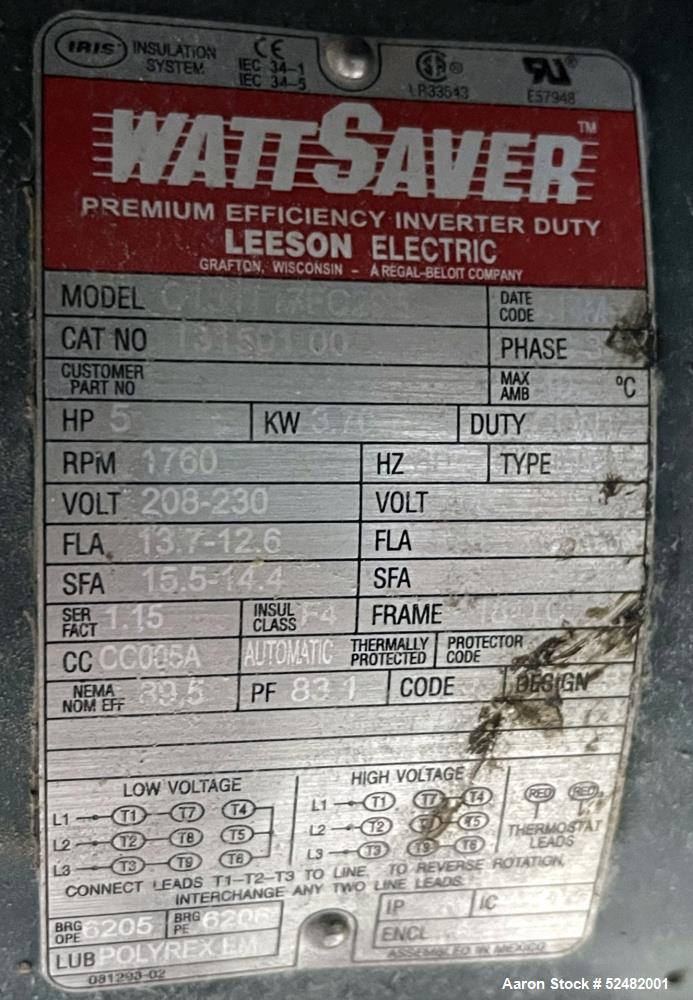 IRIS INSULATION SYSTEM
CE
IEC 34-1
IEC 34-5
LR33543
E57948
WATTSAVER™
PREMIUM EFFICIENCY INVERTER DUTY
LEESON ELECTRIC
GRAFTON, WISCONSIN - A REGAL-BELOIT COMPANY
MODEL DATE CODE
CAT NO PHASE 3
CUSTOMER PART NO MAX AMB °C
HP 5 KW DUTY
RPM 1760 HZ TYPE
VOLT 208-230 VOLT
FLA 13.7-12.6 FLA
SFA 15.5-14.4 SFA
SER FACT 1.15 INSUL CLASS F4 FRAME
CC CC005A AUTOMATIC THERMALLY PROTECTED PROTECTOR CODE
NEMA NOM EFF 89.5 PF 83.1 CODE DESIGN
LOW VOLTAGE HIGH VOLTAGE
L1 T1 T7 T4 L1 T1 T7 T4 RED RED
L2 T2 T8 T5 L2 T2 T5 THERMOSTAT
L3 T3 T9 T6 L3 T3 T9 T6 LEADS
CONNECT LEADS T1-T2-T3 TO LINE. TO REVERSE ROTATION,
INTERCHANGE ANY TWO LINE LEADS.
BRG OPE 6205 BRG PE 6206 IP IC
LUB POLYREX EM ENCL
081293-02 ASSEMBLED IN MEXICO
Aaron Stock # 52482001